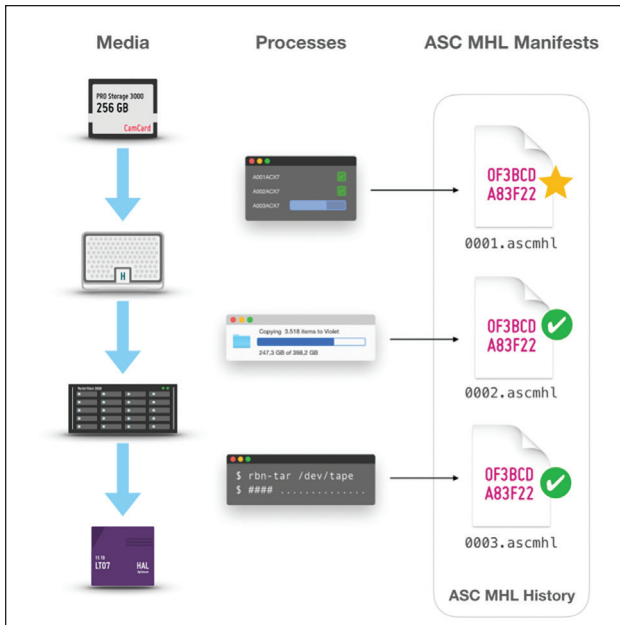 Media
Processes
ASC MHL Manifests
PRO Storage 3000
256 GB
CamCard
A001ACX7
A002ACX7
A003ACX7
0F3BCD
A83F22
0001.ascmhl
H
Copying 3.518 items to Violet
247,3 GB of 398,2 GB
0F3BCD
A83F22
0002.ascmhl
$ rbn-tar /dev/tape
$ #### ..............
0F3BCD
A83F22
0003.ascmhl
LTO7
HAL
ASC MHL History